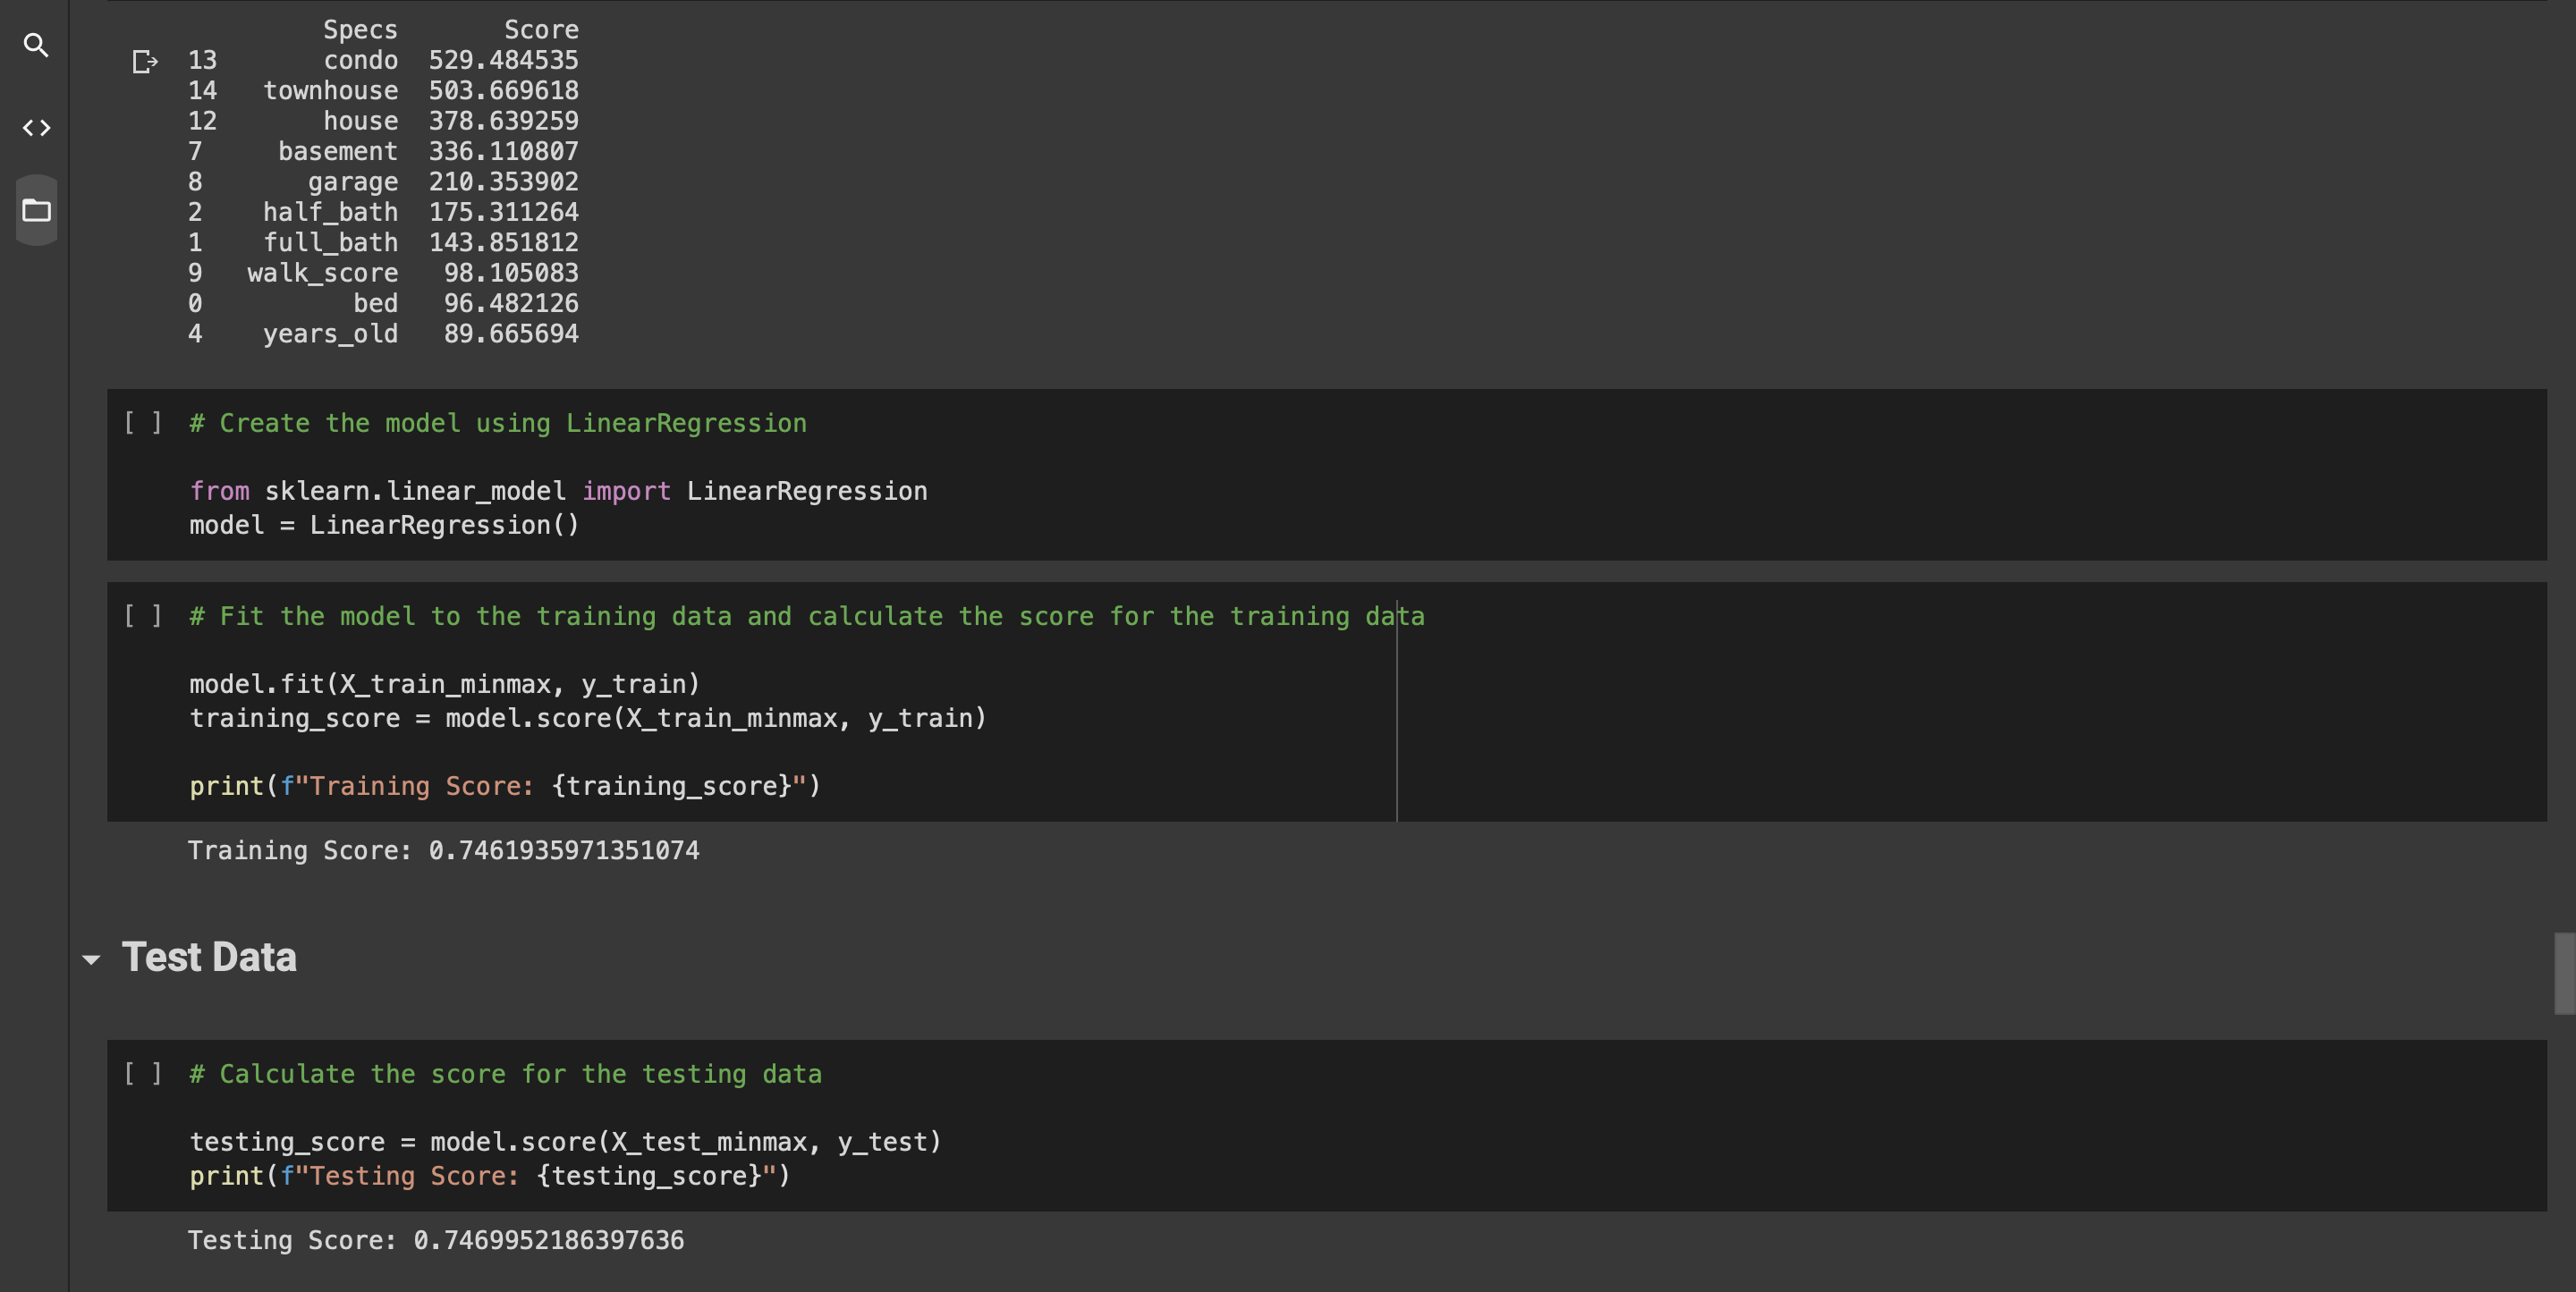 Specs Score
13 condo 529.484535
14 townhouse 503.669618
12 house 378.639259
7 basement 336.110807
8 garage 210.353902
2 half_bath 175.311264
1 full_bath 143.851812
9 walk_score 98.105083
0 bed 96.482126
4 years_old 89.665694
[ ] # Create the model using LinearRegression
from sklearn.linear_model import LinearRegression
model = LinearRegression()
[ ] # Fit the model to the training data and calculate the score for the training data
model.fit(X_train_minmax, y_train)
training_score = model.score(X_train_minmax, y_train)
print(f"Training Score: {training_score}")
Training Score: 0.7461935971351074
Test Data
[ ] # Calculate the score for the testing data
testing_score = model.score(X_test_minmax, y_test)
print(f"Testing Score: {testing_score}")
Testing Score: 0.7469952186397636